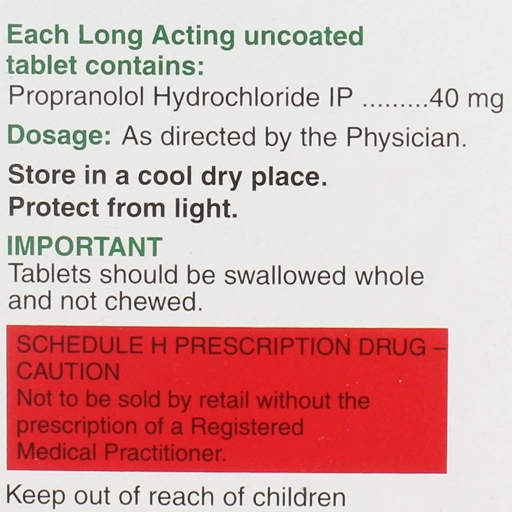 Each Long Acting uncoated
tablet contains:
Propranolol Hydrochloride IP .........40 mg
Dosage: As directed by the Physician.
Store in a cool dry place.
Protect from light.
IMPORTANT
Tablets should be swallowed whole
and not chewed.
SCHEDULE H PRESCRIPTION DRUG –
CAUTION
Not to be sold by retail without the
prescription of a Registered
Medical Practitioner.
Keep out of reach of children